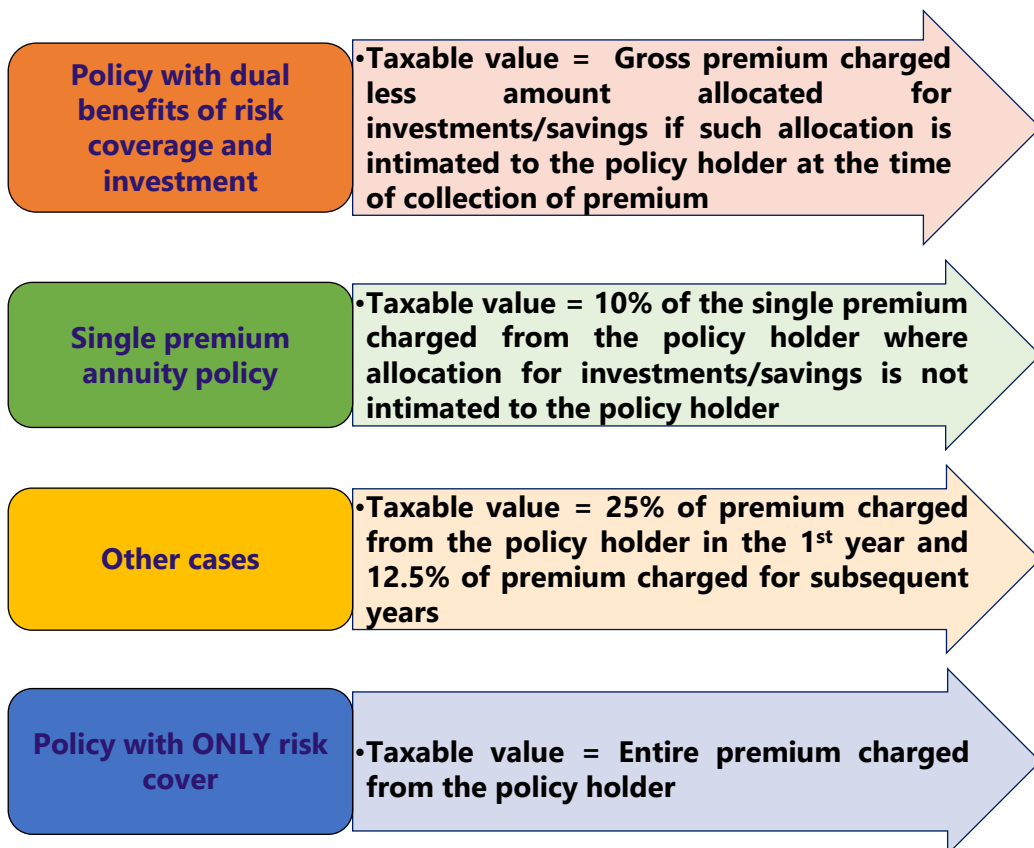 Policy with dual
benefits of risk
coverage and
investment
•Taxable value = Gross premium charged
less amount allocated for
investments/savings if such allocation is
intimated to the policy holder at the time
of collection of premium
Single premium
annuity policy
•Taxable value = 10% of the single premium
charged from the policy holder where
allocation for investments/savings is not
intimated to the policy holder
Other cases
•Taxable value = 25% of premium charged
from the policy holder in the 1st year and
12.5% of premium charged for subsequent
years
Policy with ONLY risk
cover
•Taxable value = Entire premium charged
from the policy holder